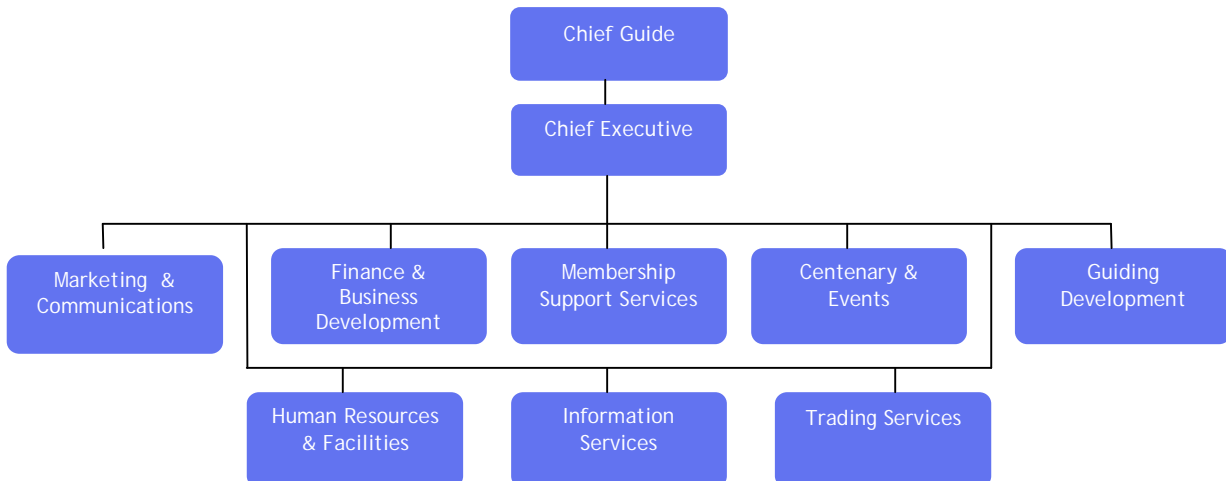 Chief Guide
Chief Executive
Marketing & 
Communications
Finance &
Business
Development
Membership
Support Services
Centenary &
Events
Guiding
Development
Human Resources
& Facilities
Information
Services
Trading Services